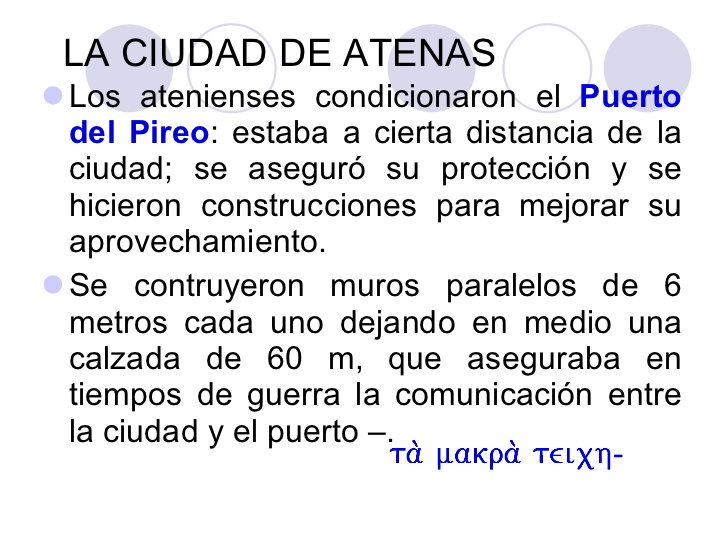 LA CIUDAD DE ATENAS
Los atenienses condicionaron el Puerto
del Pireo: estaba a cierta distancia de la
ciudad; se aseguró su protección y se
hicieron construcciones para mejorar su
aprovechamiento.
Se contruyeron muros paralelos de 6
metros cada uno dejando en medio una
calzada de 60 m, que aseguraba en
tiempos de guerra la comunicación entre
la ciudad y el puerto –.
τὰ μακρὰ τειχη-